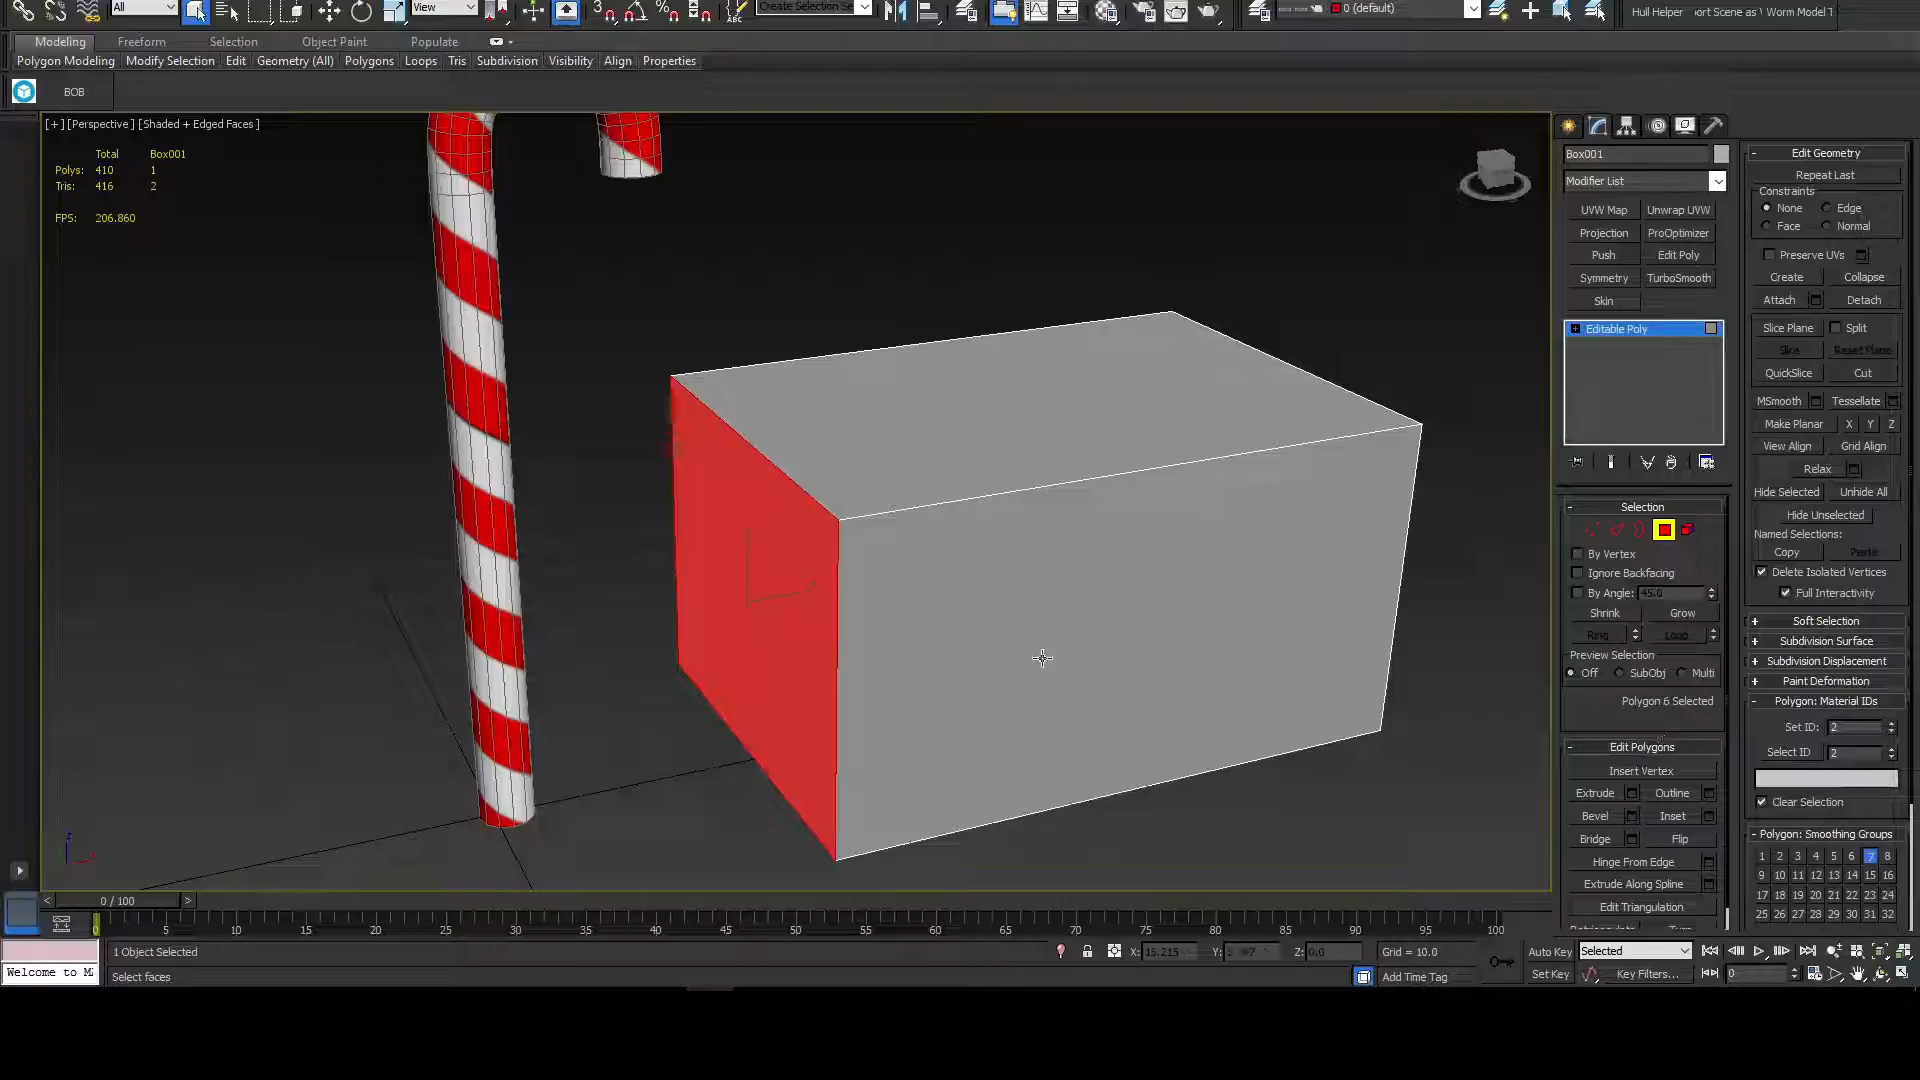 All
View
Create Selection Se
0 (default)
Hull Helper
ort Scene as \ Worm Model T
Modeling
Freeform
Selection
Object Paint
Populate
Polygon Modeling
Modify Selection
Edit
Geometry (All)
Polygons
Loops
Tris
Subdivision
Visibility
Align
Properties
BOB
[+] [Perspective] [Shaded + Edged Faces]
Total Box001
Polys: 410 1
Tris: 416 2
FPS: 206.860
Box001
Modifier List
UVW Map Unwrap UVW
Projection ProOptimizer
Push Edit Poly
Symmetry TurboSmooth
Skin
Editable Poly
Selection
By Vertex
Ignore Backfacing
By Angle: 45.0
Shrink Grow
Ring Loop
Preview Selection
Off SubObj Multi
Polygon 6 Selected
Edit Polygons
Insert Vertex
Extrude Outline
Bevel Inset
Bridge Flip
Hinge From Edge
Extrude Along Spline
Edit Triangulation
Edit Geometry
Repeat Last
Constraints
None Edge
Face Normal
Preserve UVs
Create Collapse
Attach Detach
Slice Plane Split
Slice Reset Plane
QuickSlice Cut
MSmooth Tessellate
Make Planar X Y Z
View Align Grid Align
Relax
Hide Selected Unhide All
Hide Unselected
Named Selections:
Copy Paste
Delete Isolated Vertices
Full Interactivity
Soft Selection
Subdivision Surface
Subdivision Displacement
Paint Deformation
Polygon: Material IDs
Set ID: 2
Select ID 2
Clear Selection
Polygon: Smoothing Groups
1 2 3 4 5 6 7 8
9 10 11 12 13 14 15 16
17 18 19 20 21 22 23 24
25 26 27 28 29 30 31 32
0 / 100
0 5 10 15 20 25 30 35 40 45 50 55 60 65 70 75 80 85 90 95 100
1 Object Selected
X: 15.215 Y: Z: 0.0
Grid = 10.0
Auto Key Selected
Welcome to M
Select faces
Add Time Tag
Set Key Key Filters... 0